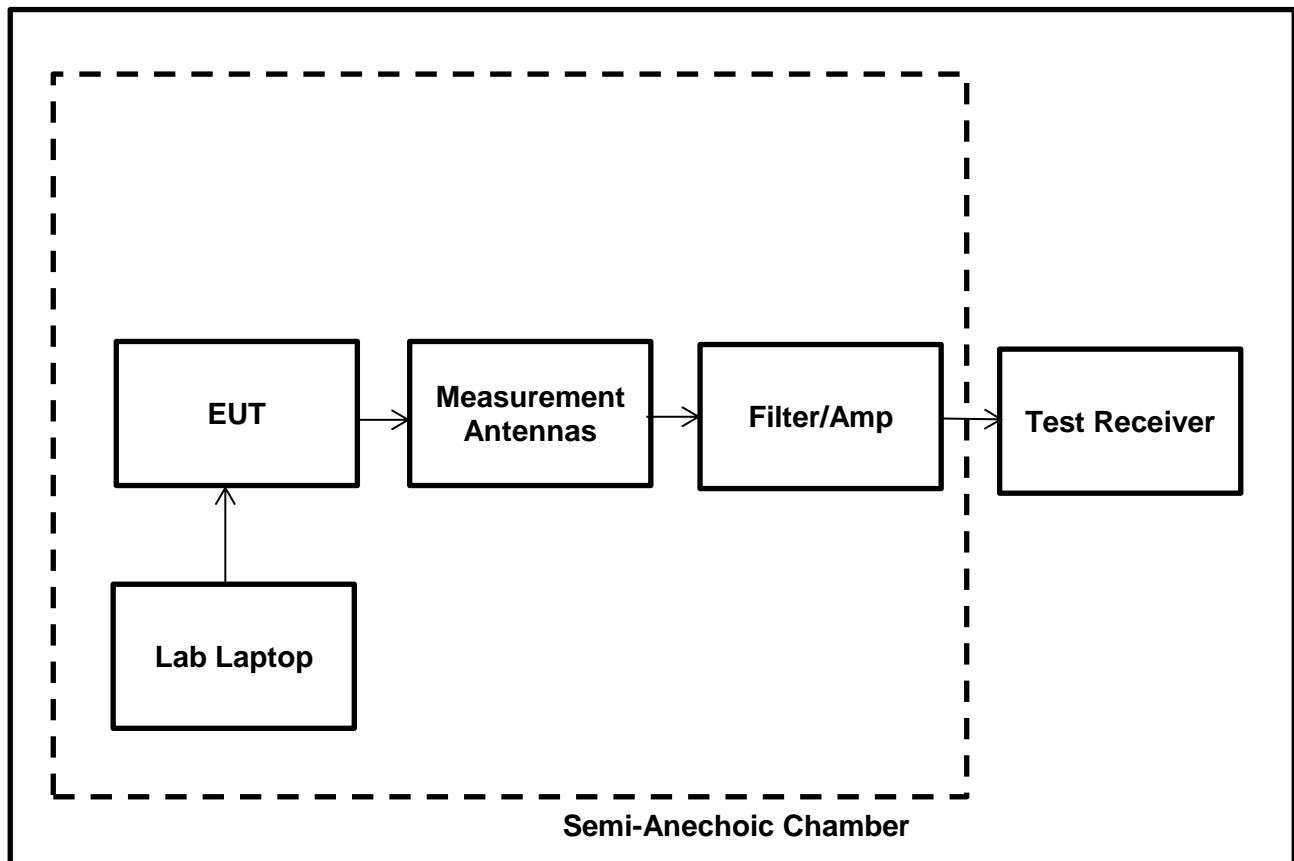 EUT
Measurement
Antennas
Filter/Amp
Test Receiver
Lab Laptop
Semi-Anechoic Chamber